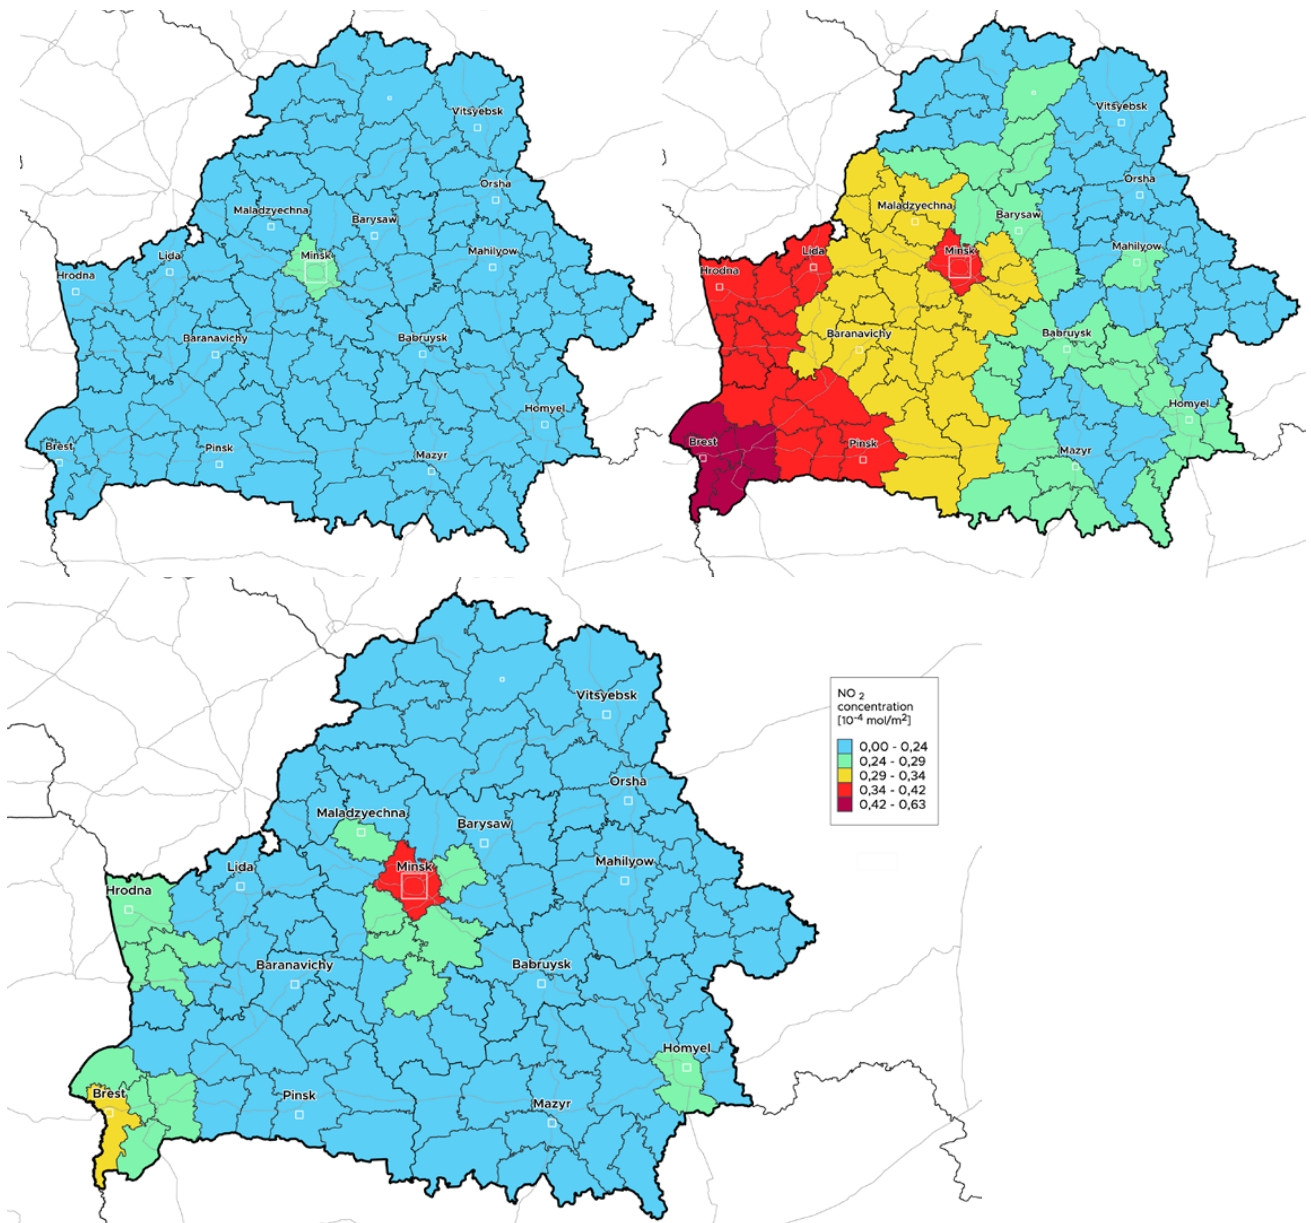 Vitsyebsk
Orsha
Maladzyechna
Barysaw
Mahilyow
Minsk
Lida
Hrodna
Baranavichy
Babruysk
Homyel
Brest
Pinsk
Mazyr
Vitsyebsk
Orsha
Maladzyechna
Barysaw
Mahilyow
Minsk
Lida
Hrodna
Baranavichy
Babruysk
Homyel
Brest
Pinsk
Mazyr
Vitsyebsk
Orsha
Maladzyechna
Barysaw
Mahilyow
Minsk
Lida
Hrodna
Baranavichy
Babruysk
Homyel
Brest
Pinsk
Mazyr
NO 2
concentration
[10-4 mol/m2]
0,00 - 0,24
0,24 - 0,29
0,29 - 0,34
0,34 - 0,42
0,42 - 0,63